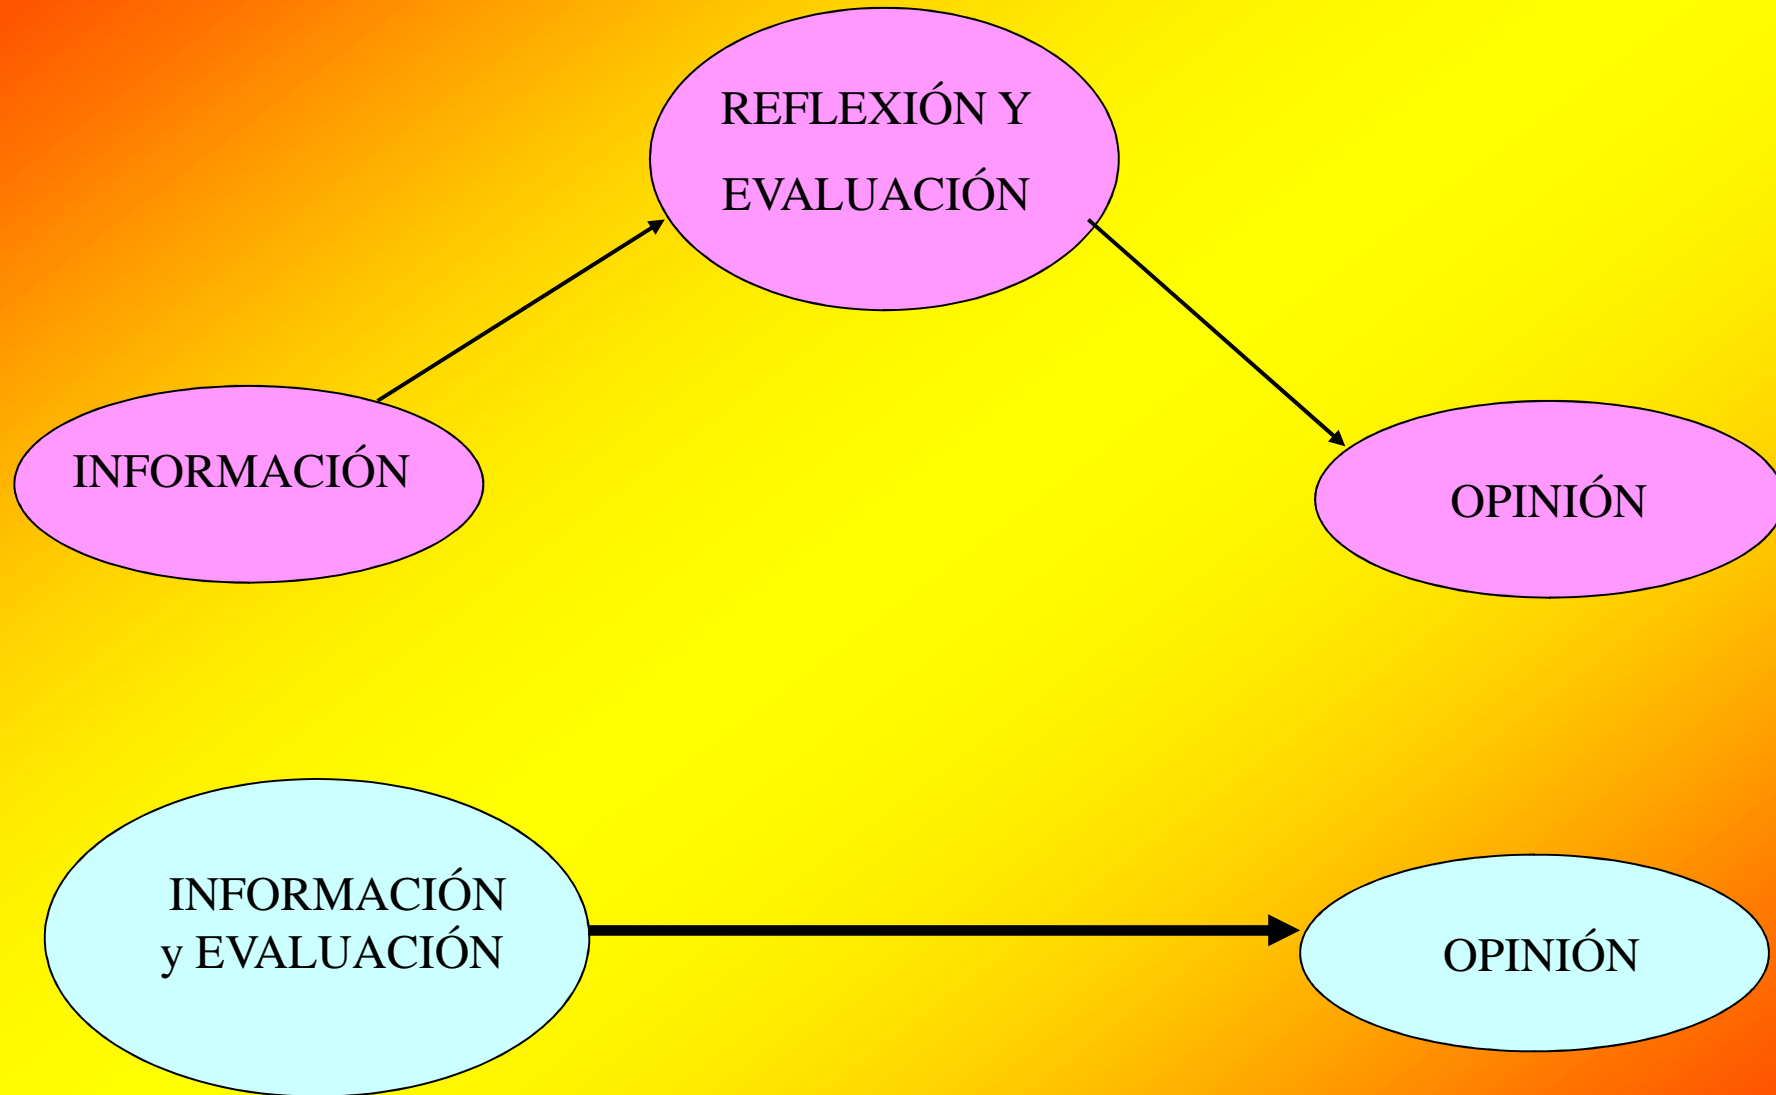 REFLEXIÓN Y
EVALUACIÓN
INFORMACIÓN
OPINIÓN
INFORMACIÓN
y EVALUACIÓN
OPINIÓN